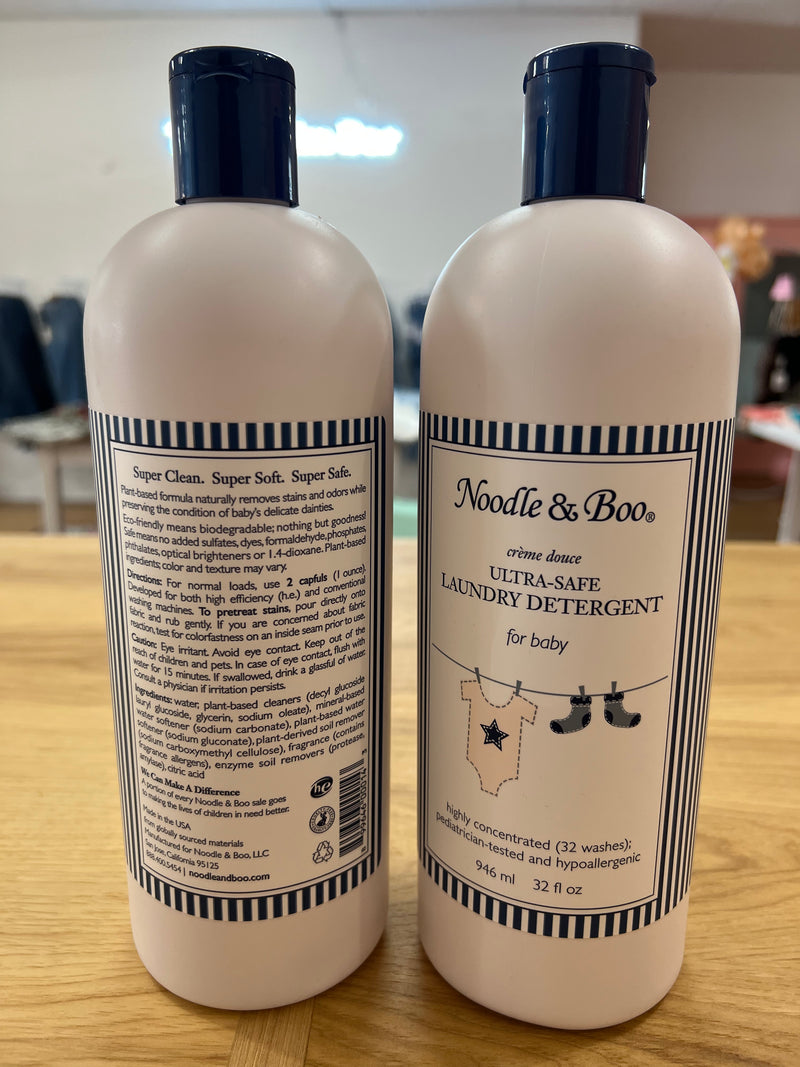 Super Clean. Super Soft. Super Safe.
Plant-based formula naturally removes stains and odors while
preserving the condition of baby's delicate dainties.
Eco-friendly means biodegradable; nothing but goodness!
Safe means no added sulfates, dyes, formaldehyde, phosphates,
phthalates, optical brighteners or 1.4-dioxane. Plant-based
ingredients; color and texture may vary.
Directions: For normal loads, use 2 capfuls (1 ounce).
Developed for both high efficiency (h.e.) and conventional
washing machines. To pretreat stains, pour directly onto
fabric and rub gently. If you are concerned about fabric
reaction, test for colorfastness on an inside seam prior to use.
Caution: Eye irritant. Avoid eye contact. Keep out of the
reach of children and pets. In case of eye contact, flush with
water for 15 minutes. If swallowed, drink a glassful of water.
Consult a physician if irritation persists.
Ingredients: water, plant-based cleaners (decyl glucoside
lauryl glucoside, glycerin, sodium oleate), mineral-based
water softener (sodium carbonate), plant-based water
softener (sodium gluconate), plant-derived soil remover
(sodium carboxymethyl cellulose), fragrance (contains
fragrance allergens), enzyme soil removers (protease,
amylase), citric acid
We Can Make A Difference
A portion of every Noodle & Boo sale goes
to making the lives of children in need better.
Made in the USA
from globally sourced materials
Manufactured for Noodle & Boo, LLC
San Jose, California 95125
888.400.5454 | noodleandboo.com
he
Noodle & Boo®
crème douce
ULTRA-SAFE
LAUNDRY DETERGENT
for baby
highly concentrated (32 washes);
pediatrician-tested and hypoallergenic
946 ml 32 fl oz